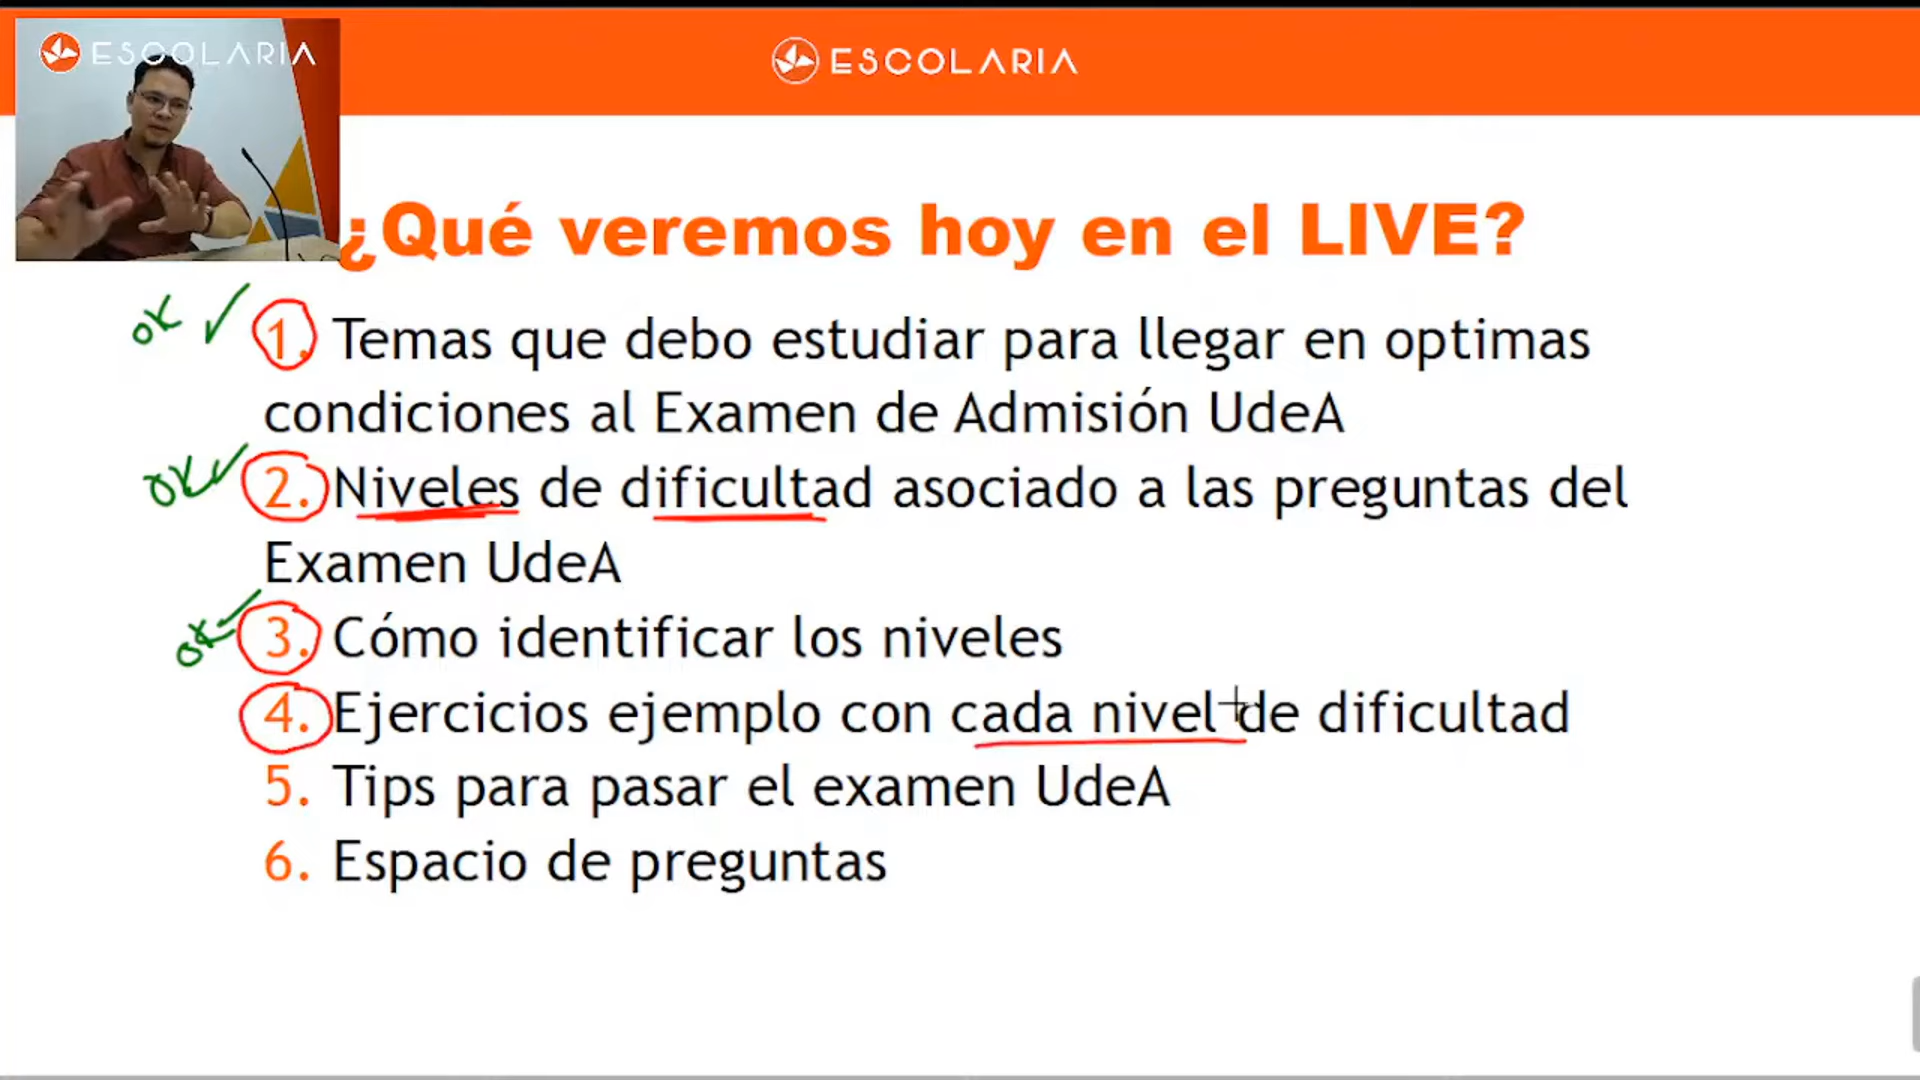 ESCOLARIA
ESCOLARIA
¿Qué veremos hoy en el LIVE?
ok ✓ 1. Temas que debo estudiar para llegar en optimas
condiciones al Examen de Admisión UdeA
ok ✓ 2. Niveles de dificultad asociado a las preguntas del
Examen UdeA
ok ✓ 3. Cómo identificar los niveles
4. Ejercicios ejemplo con cada nivel de dificultad
5. Tips para pasar el examen UdeA
6. Espacio de preguntas